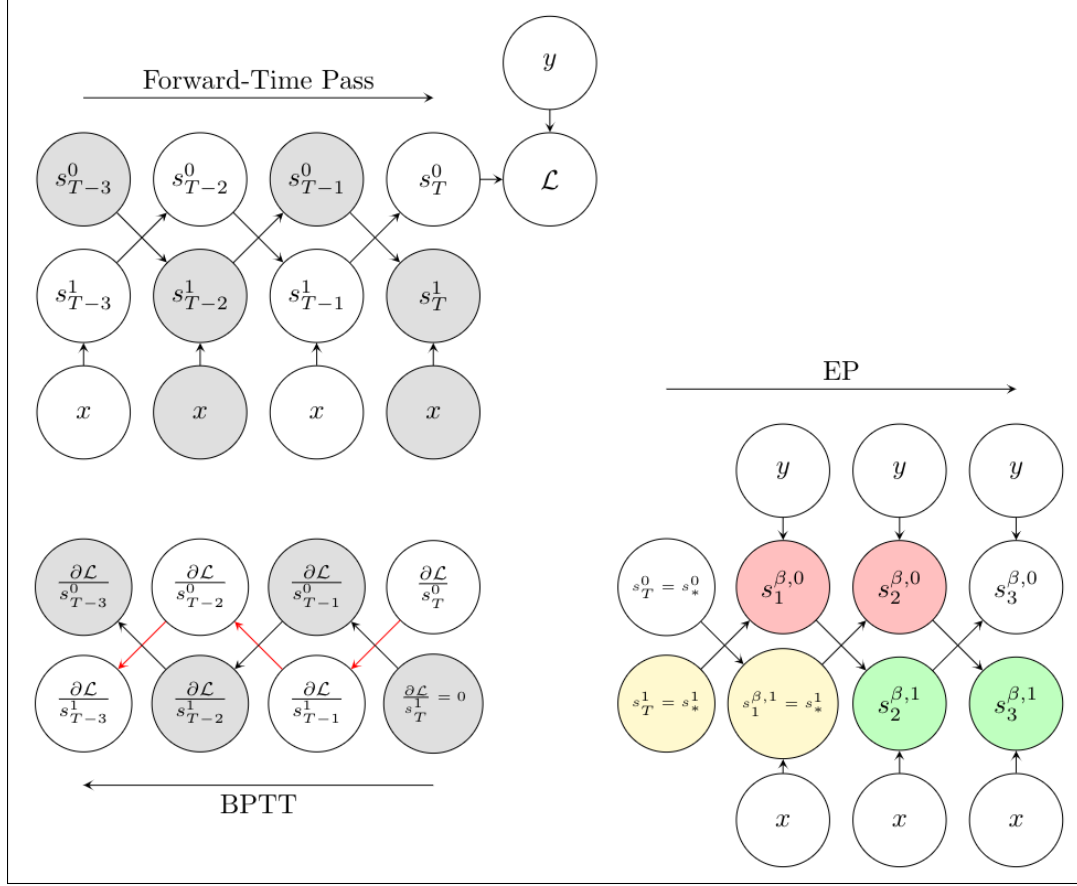 y
Forward-Time Pass
s^0_{T-3} s^0_{T-2} s^0_{T-1} s^0_T ℒ
s^1_{T-3} s^1_{T-2} s^1_{T-1} s^1_T
x x x x
EP
y y y
∂ℒ/s^0_{T-3} ∂ℒ/s^0_{T-2} ∂ℒ/s^0_{T-1} ∂ℒ/s^0_T
s^0_T = s^0_* s^{β,0}_1 s^{β,0}_2 s^{β,0}_3
∂ℒ/s^1_{T-3} ∂ℒ/s^1_{T-2} ∂ℒ/s^1_{T-1} ∂ℒ/s^1_T = 0
s^1_T = s^1_* s^{β,1}_1 = s^1_* s^{β,1}_2 s^{β,1}_3
BPTT
x x x